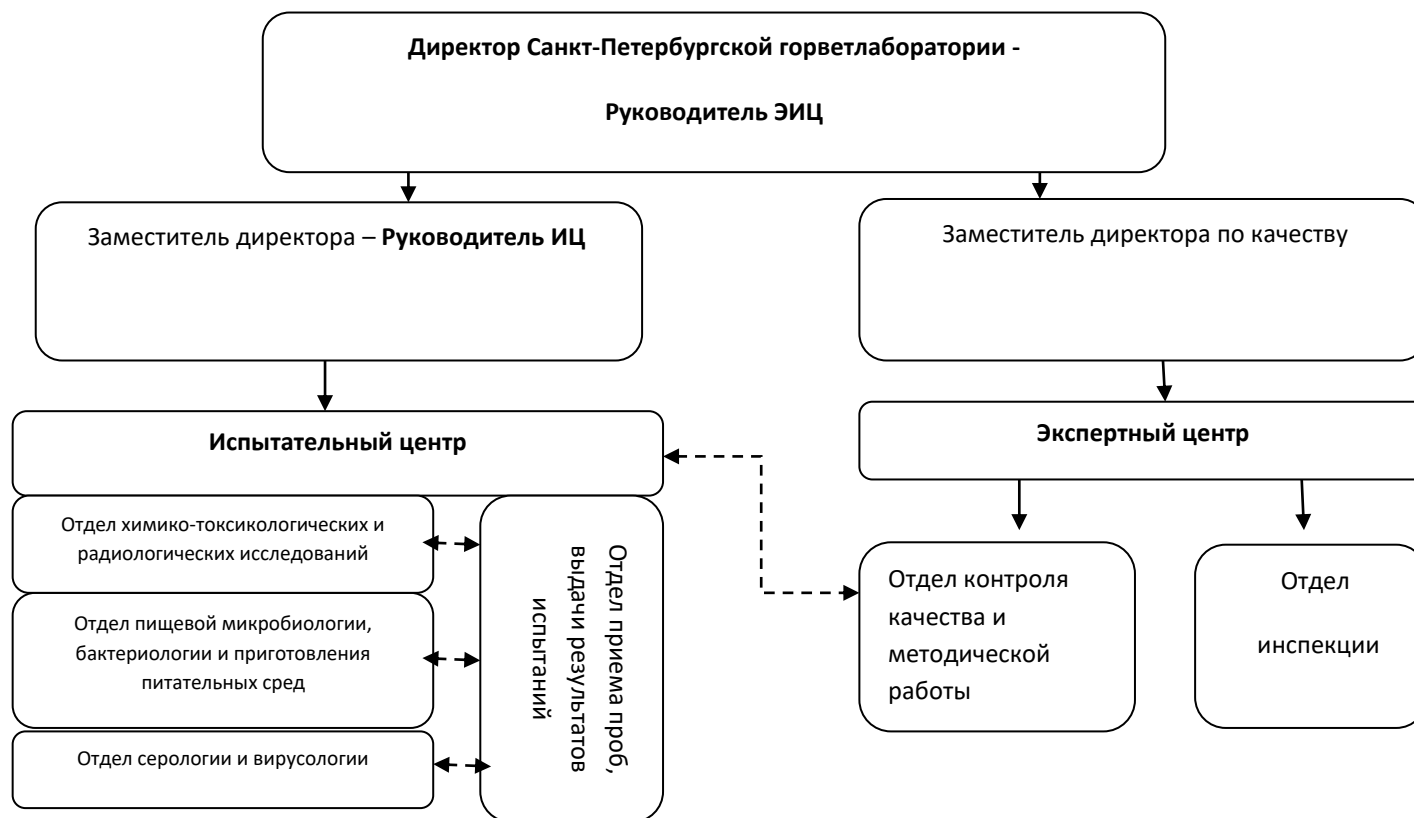 Директор Санкт-Петербургской горветлаборатории -
Руководитель ЭИЦ
Заместитель директора – Руководитель ИЦ
Заместитель директора по качеству
Испытательный центр
Экспертный центр
Отдел химико-токсикологических и
радиологических исследований
Отдел пищевой микробиологии,
бактериологии и приготовления
питательных сред
Отдел серологии и вирусологии
Отдел приема проб,
выдачи результатов
испытаний
Отдел контроля
качества и
методической
работы
Отдел
инспекции